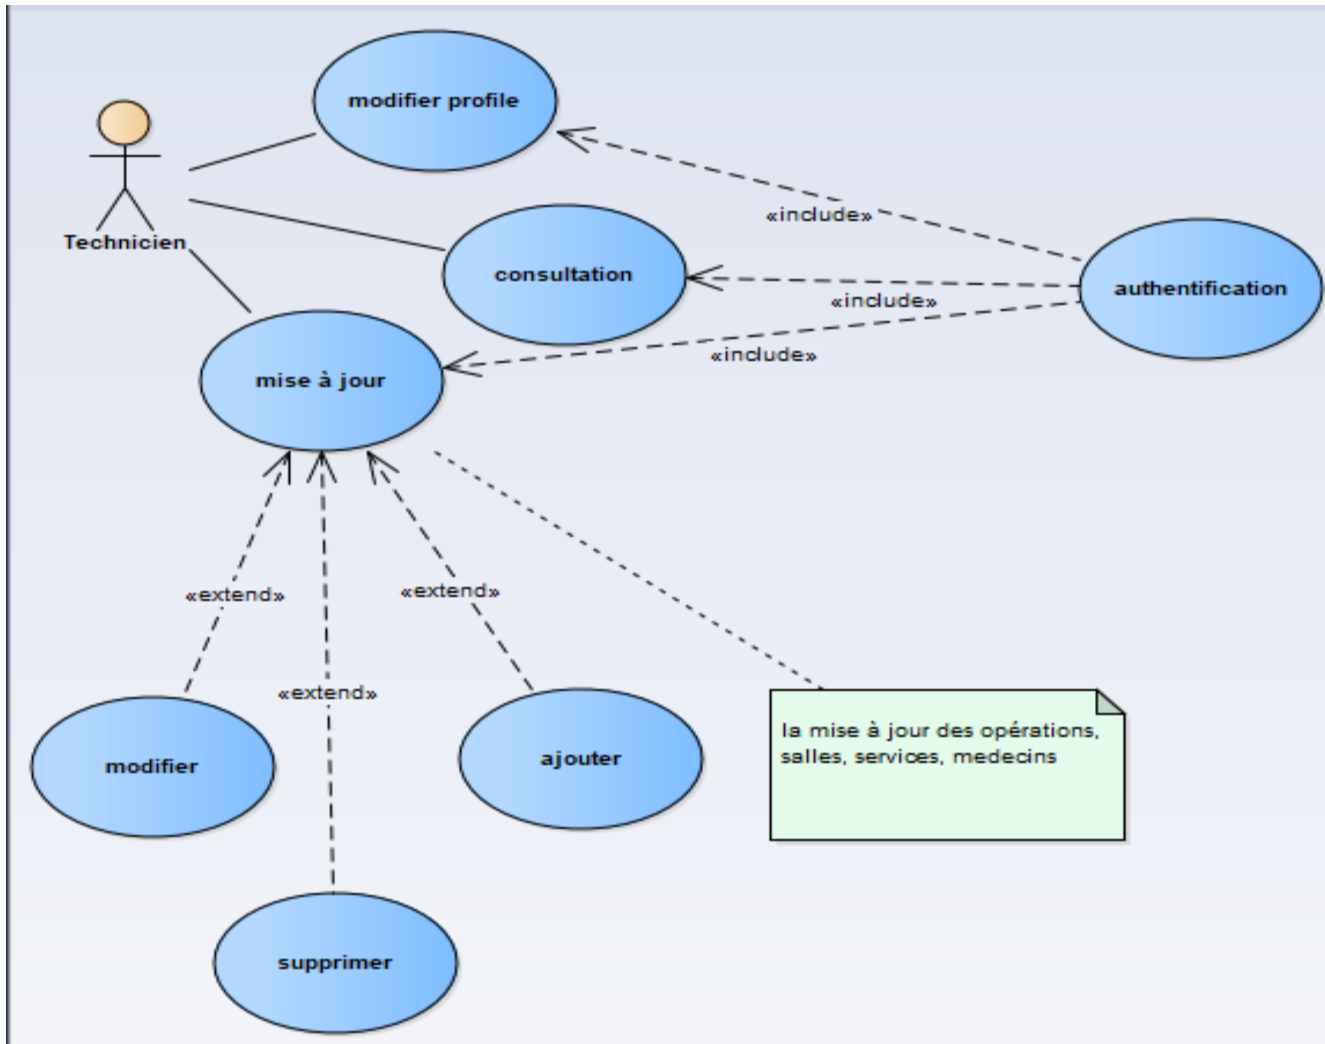 modifier profile
Technicien
«include»
consultation
authentification
«include»
«include»
mise à jour
«extend»
«extend»
«extend»
la mise à jour des opérations,
salles, services, medecins
modifier
ajouter
supprimer